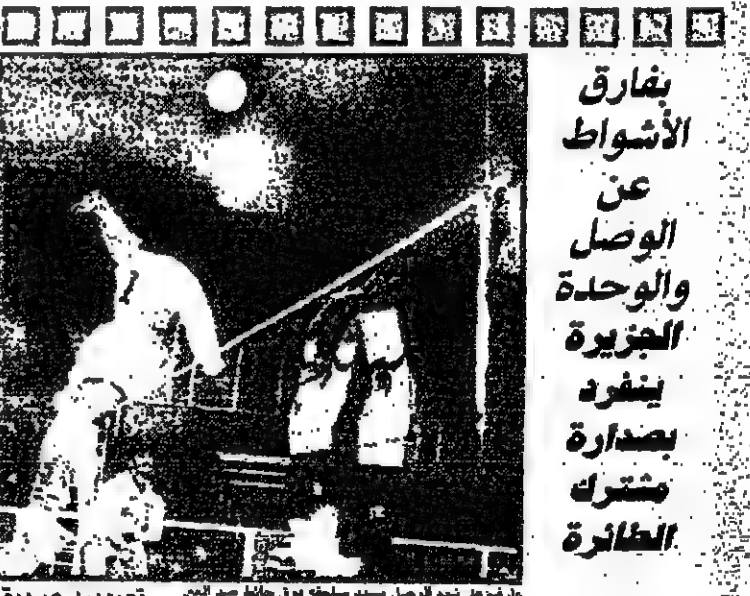 بفارق
الأشواط
عن
الوصل
والوحدة
الجزيرة
ينفرد
بصدارة
مشترك
الطائرة